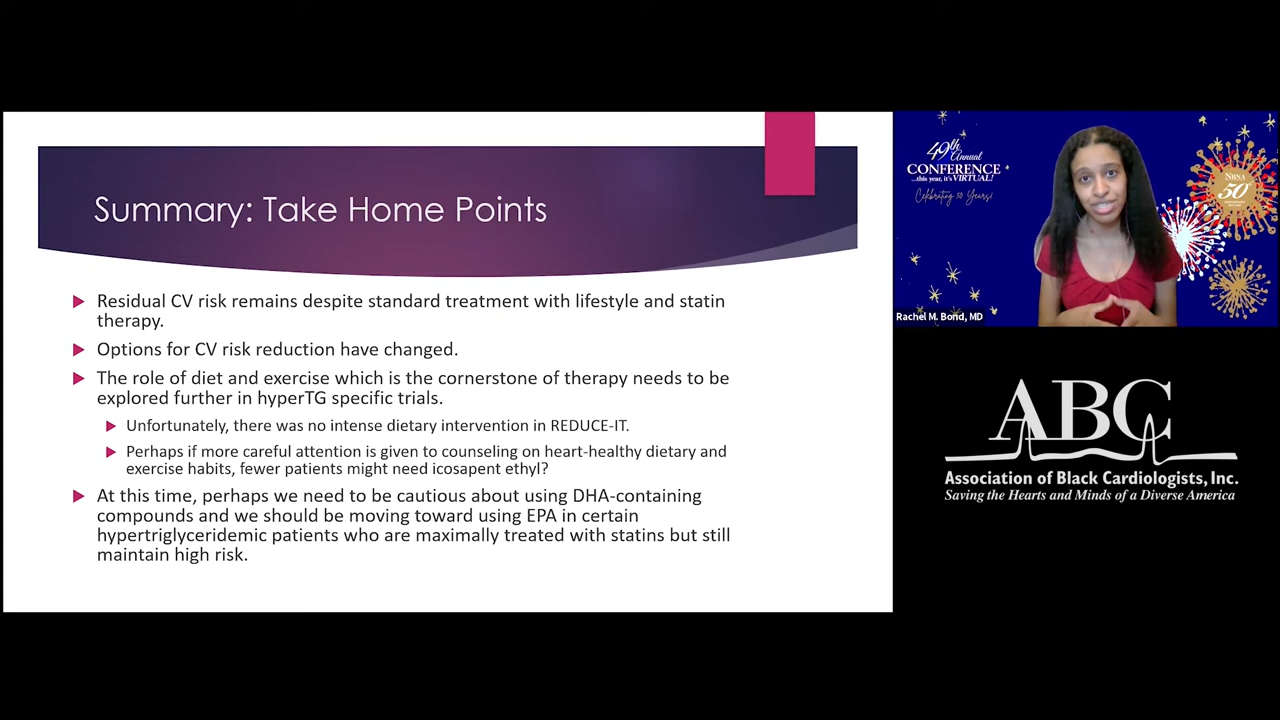 Summary: Take Home Points
Residual CV risk remains despite standard treatment with lifestyle and statin
therapy.
Options for CV risk reduction have changed.
The role of diet and exercise which is the cornerstone of therapy needs to be
explored further in hyperTG specific trials.
Unfortunately, there was no intense dietary intervention in REDUCE-IT.
Perhaps if more careful attention is given to counseling on heart-healthy dietary and
exercise habits, fewer patients might need icosapent ethyl?
At this time, perhaps we need to be cautious about using DHA-containing
compounds and we should be moving toward using EPA in certain
hypertriglyceridemic patients who are maximally treated with statins but still
maintain high risk.
49th
Annual
CONFERENCE
...this year, it's VIRTUAL!
Celebrating 50 Years!
NBNA
50
Rachel M. Bond, MD
ABC
Association of Black Cardiologists, Inc.
Saving the Hearts and Minds of a Diverse America